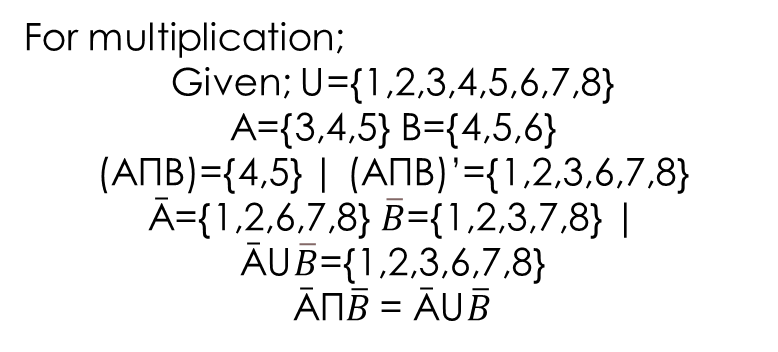 For multiplication;
Given; U={1,2,3,4,5,6,7,8}
A={3,4,5} B={4,5,6}
(AΠB)={4,5} | (AΠB)’={1,2,3,6,7,8}
Ā={1,2,6,7,8} B̅={1,2,3,7,8} |
ĀUB̅={1,2,3,6,7,8}
ĀΠB̅ = ĀUB̅